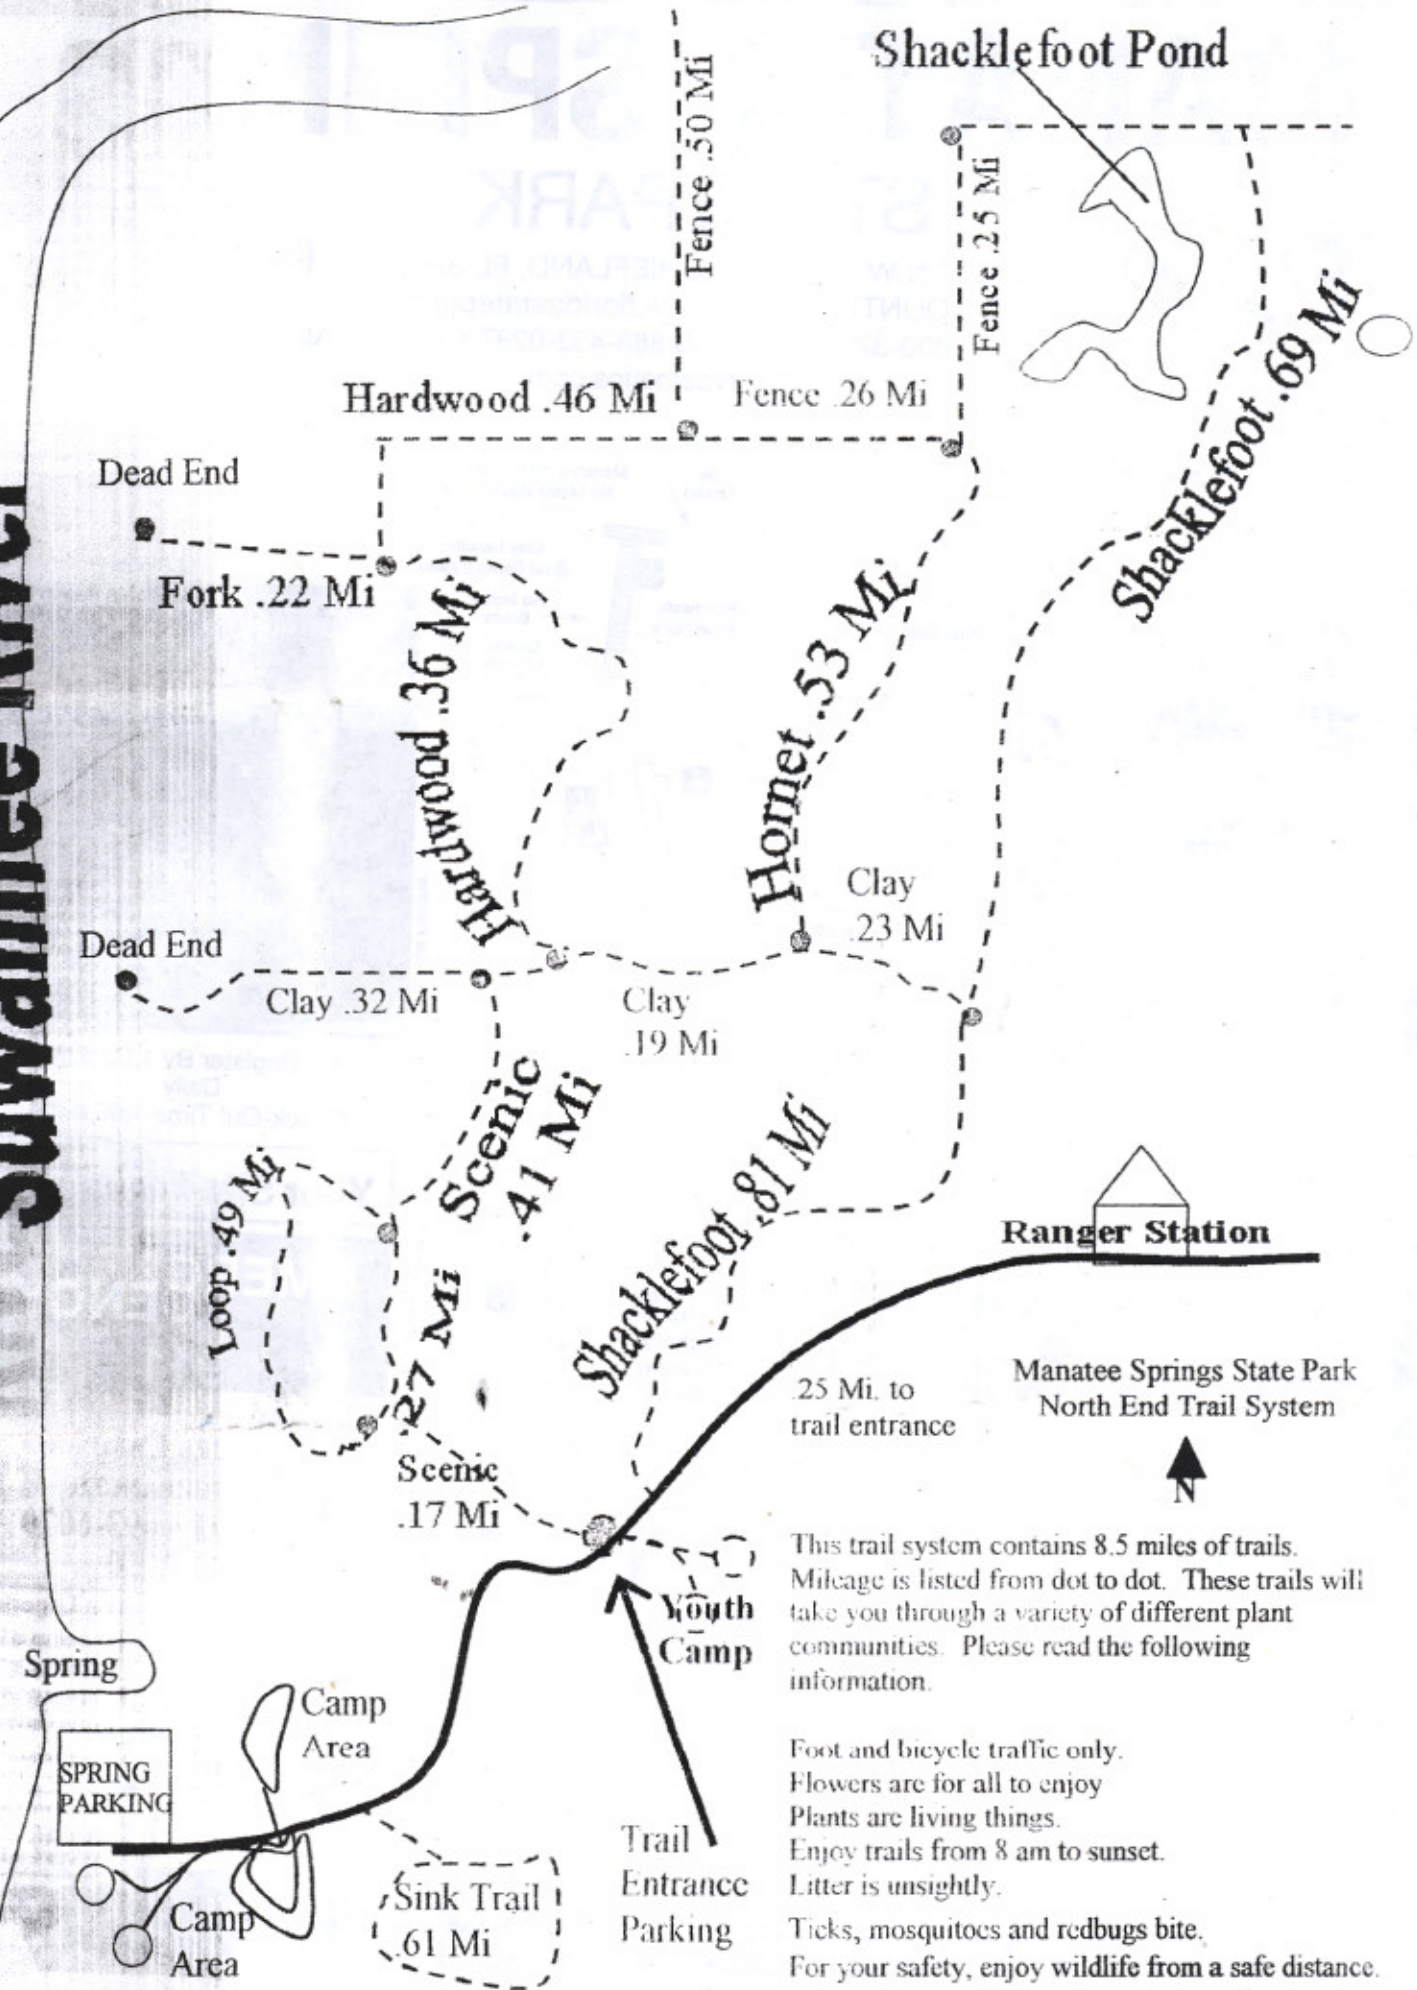 Shacklefoot Pond
Fence .50 Mi
Fence .25 Mi
Hardwood .46 Mi
Fence .26 Mi
Shacklefoot .69 Mi
Dead End
Fork .22 Mi
Hardwood .36 Mi
Hornet .53 Mi
Suwannee River
Clay
.23 Mi
Dead End
Clay .32 Mi
Clay
.19 Mi
Scenic
.41 Mi
Loop .49 Mi
.27 Mi
Shacklefoot .81 Mi
Ranger Station
Manatee Springs State Park
North End Trail System
N
.25 Mi. to
trail entrance
Scenic
.17 Mi
Youth
Camp
This trail system contains 8.5 miles of trails.
Mileage is listed from dot to dot. These trails will
take you through a variety of different plant
communities. Please read the following
information.
Spring
Camp
Area
SPRING
PARKING
Camp
Area
Sink Trail
.61 Mi
Trail
Entrance
Parking
Foot and bicycle traffic only.
Flowers are for all to enjoy
Plants are living things.
Enjoy trails from 8 am to sunset.
Litter is unsightly.
Ticks, mosquitoes and redbugs bite.
For your safety, enjoy wildlife from a safe distance.